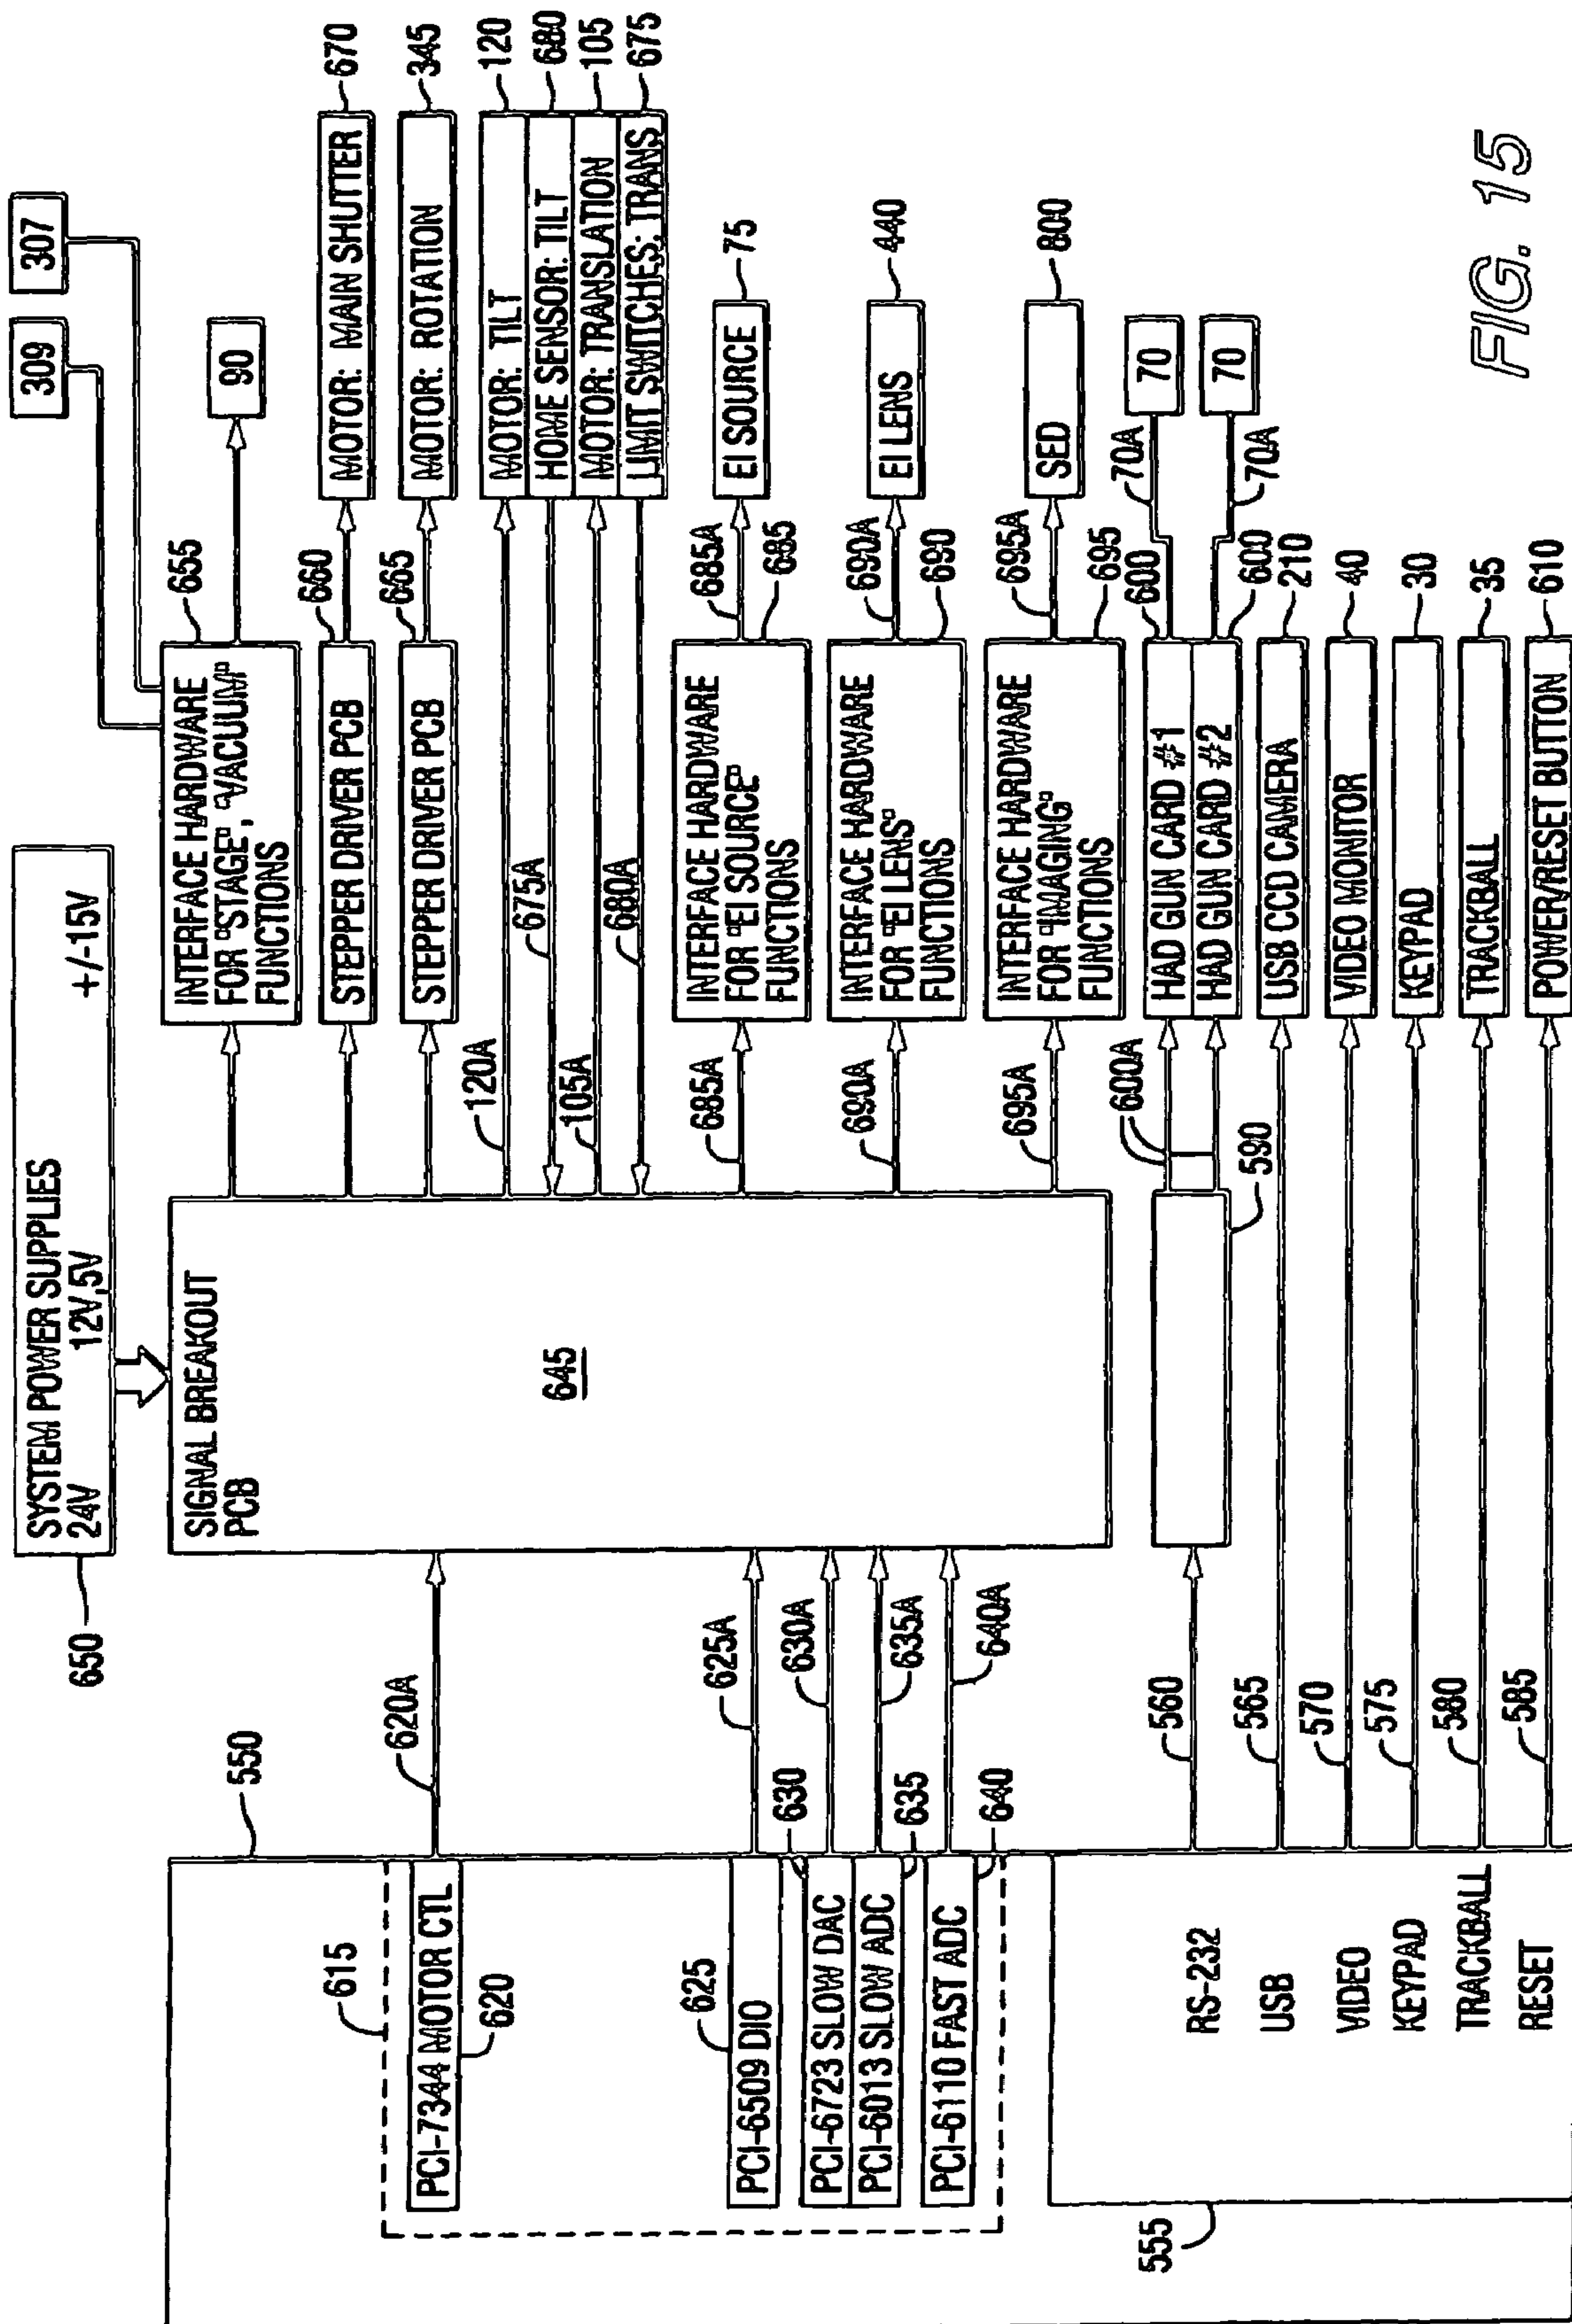 SYSTEM POWER SUPPLIES
24V 12V,5V +/-15V
650
309
307
550
615
PCI-7344 MOTOR CTL
620
620A
PCI-6509 DIO
625
625A
PCI-6723 SLOW DAC
630
630A
PCI-6013 SLOW ADC
635
635A
PCI-6110 FAST ADC
640
640A
SIGNAL BREAKOUT
PCB
645
INTERFACE HARDWARE
FOR "STAGE", "VACUUM"
FUNCTIONS
655
90
STEPPER DRIVER PCB
660
MOTOR: MAIN SHUTTER
670
STEPPER DRIVER PCB
665
MOTOR: ROTATION
345
120A
MOTOR: TILT
120
675A
HOME SENSOR: TILT
680
105A
MOTOR: TRANSLATION
105
680A
LIMIT SWITCHES: TRANS
675
685A
INTERFACE HARDWARE
FOR "EI SOURCE"
FUNCTIONS
685A
685
EI SOURCE
75
690A
INTERFACE HARDWARE
FOR "EI LENS"
FUNCTIONS
690A
690
EI LENS
440
695A
INTERFACE HARDWARE
FOR "IMAGING"
FUNCTIONS
695A
695
SED
800
555
RS-232
560
590
600A
HAD GUN CARD #1
600
70A
70
HAD GUN CARD #2
600
70A
70
USB
565
USB CCD CAMERA
210
VIDEO
570
VIDEO MONITOR
40
KEYPAD
575
KEYPAD
30
TRACKBALL
580
TRACKBALL
35
RESET
585
POWER/RESET BUTTON
610
FIG. 15